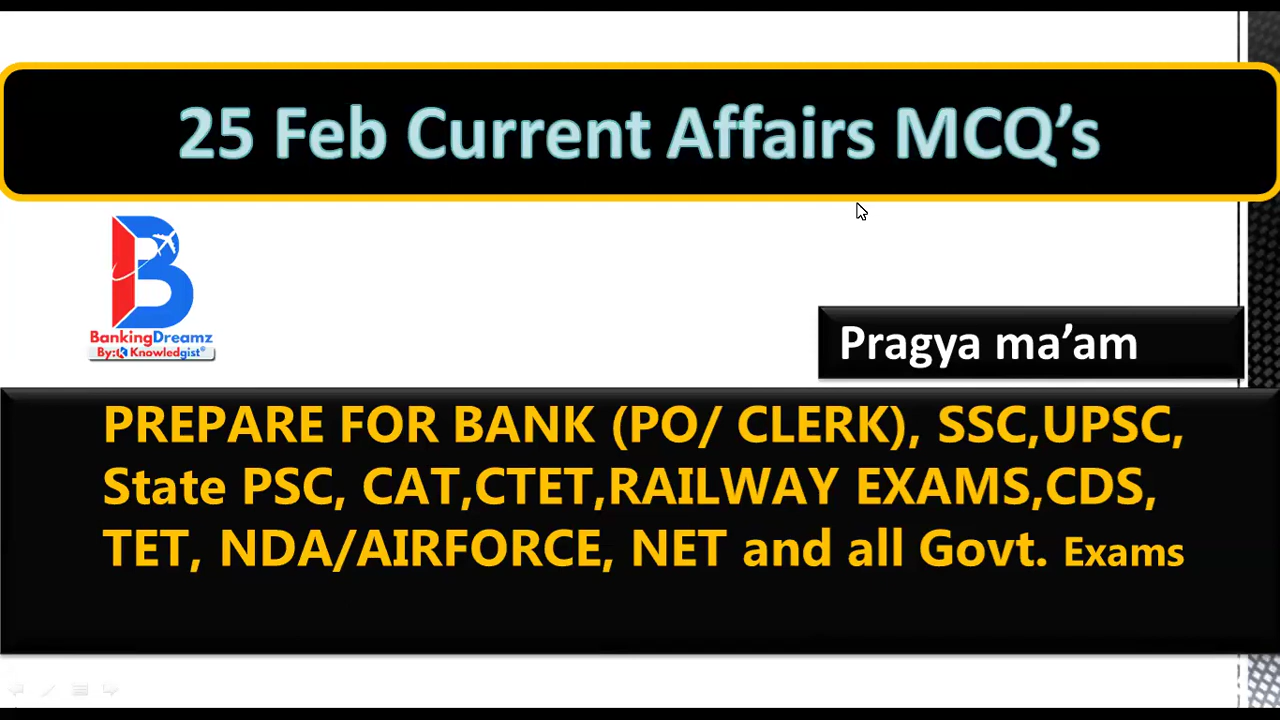 25 Feb Current Affairs MCQ’s
BankingDreamz
By: K Knowledgist©
Pragya ma’am
PREPARE FOR BANK (PO/ CLERK), SSC,UPSC,
State PSC, CAT,CTET,RAILWAY EXAMS,CDS,
TET, NDA/AIRFORCE, NET and all Govt. Exams